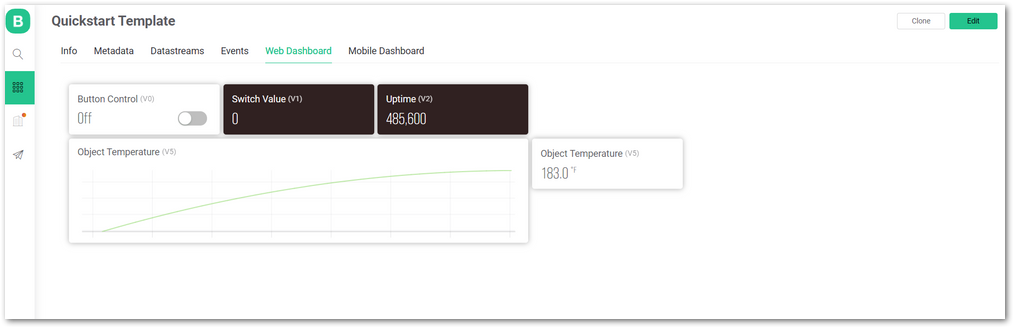 B
Quickstart Template
Clone
Edit
Info Metadata Datastreams Events Web Dashboard Mobile Dashboard
Button Control (V0)
Off
Switch Value (V1)
0
Uptime (V2)
485,600
Object Temperature (V5)
Object Temperature (V5)
183.0 °F